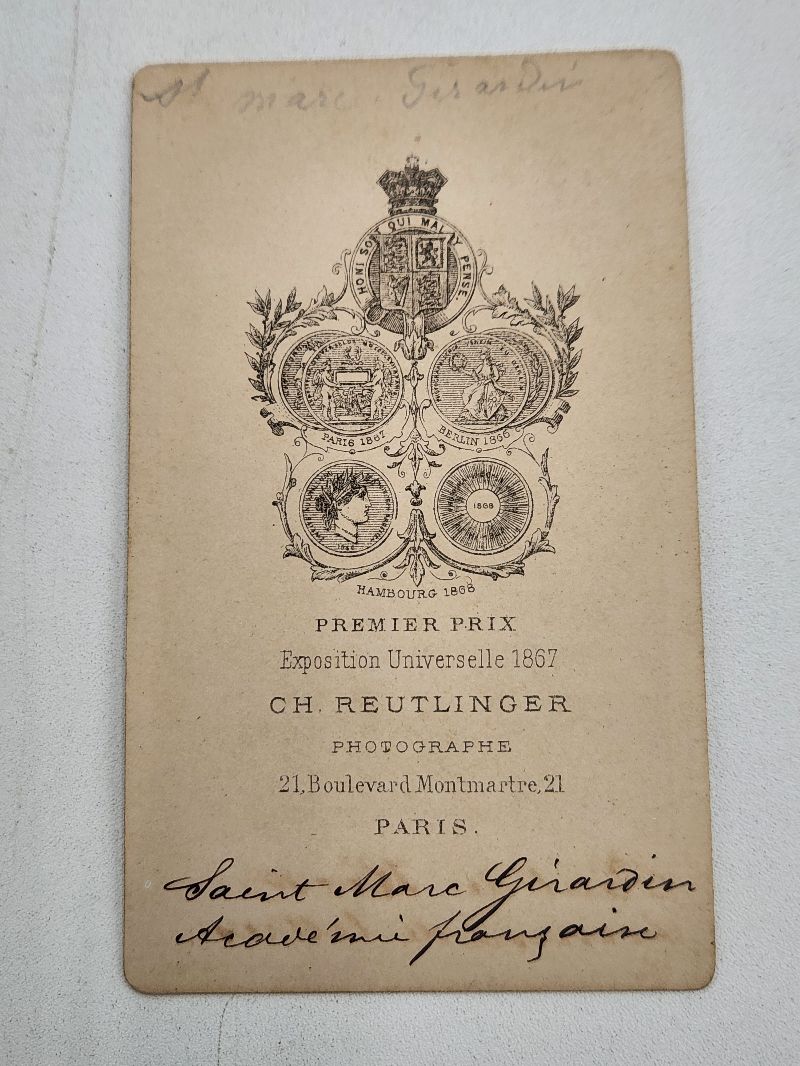 St Marc Girardin
HONI SOIT QUI MAL Y PENSE.
PARIS 1867
BERLIN 1865
1868
HAMBOURG 1868
PREMIER PRIX
Exposition Universelle 1867
CH. REUTLINGER
PHOTOGRAPHE
21, Boulevard Montmartre, 21
PARIS.
Saint Marc Girardin
Académie française